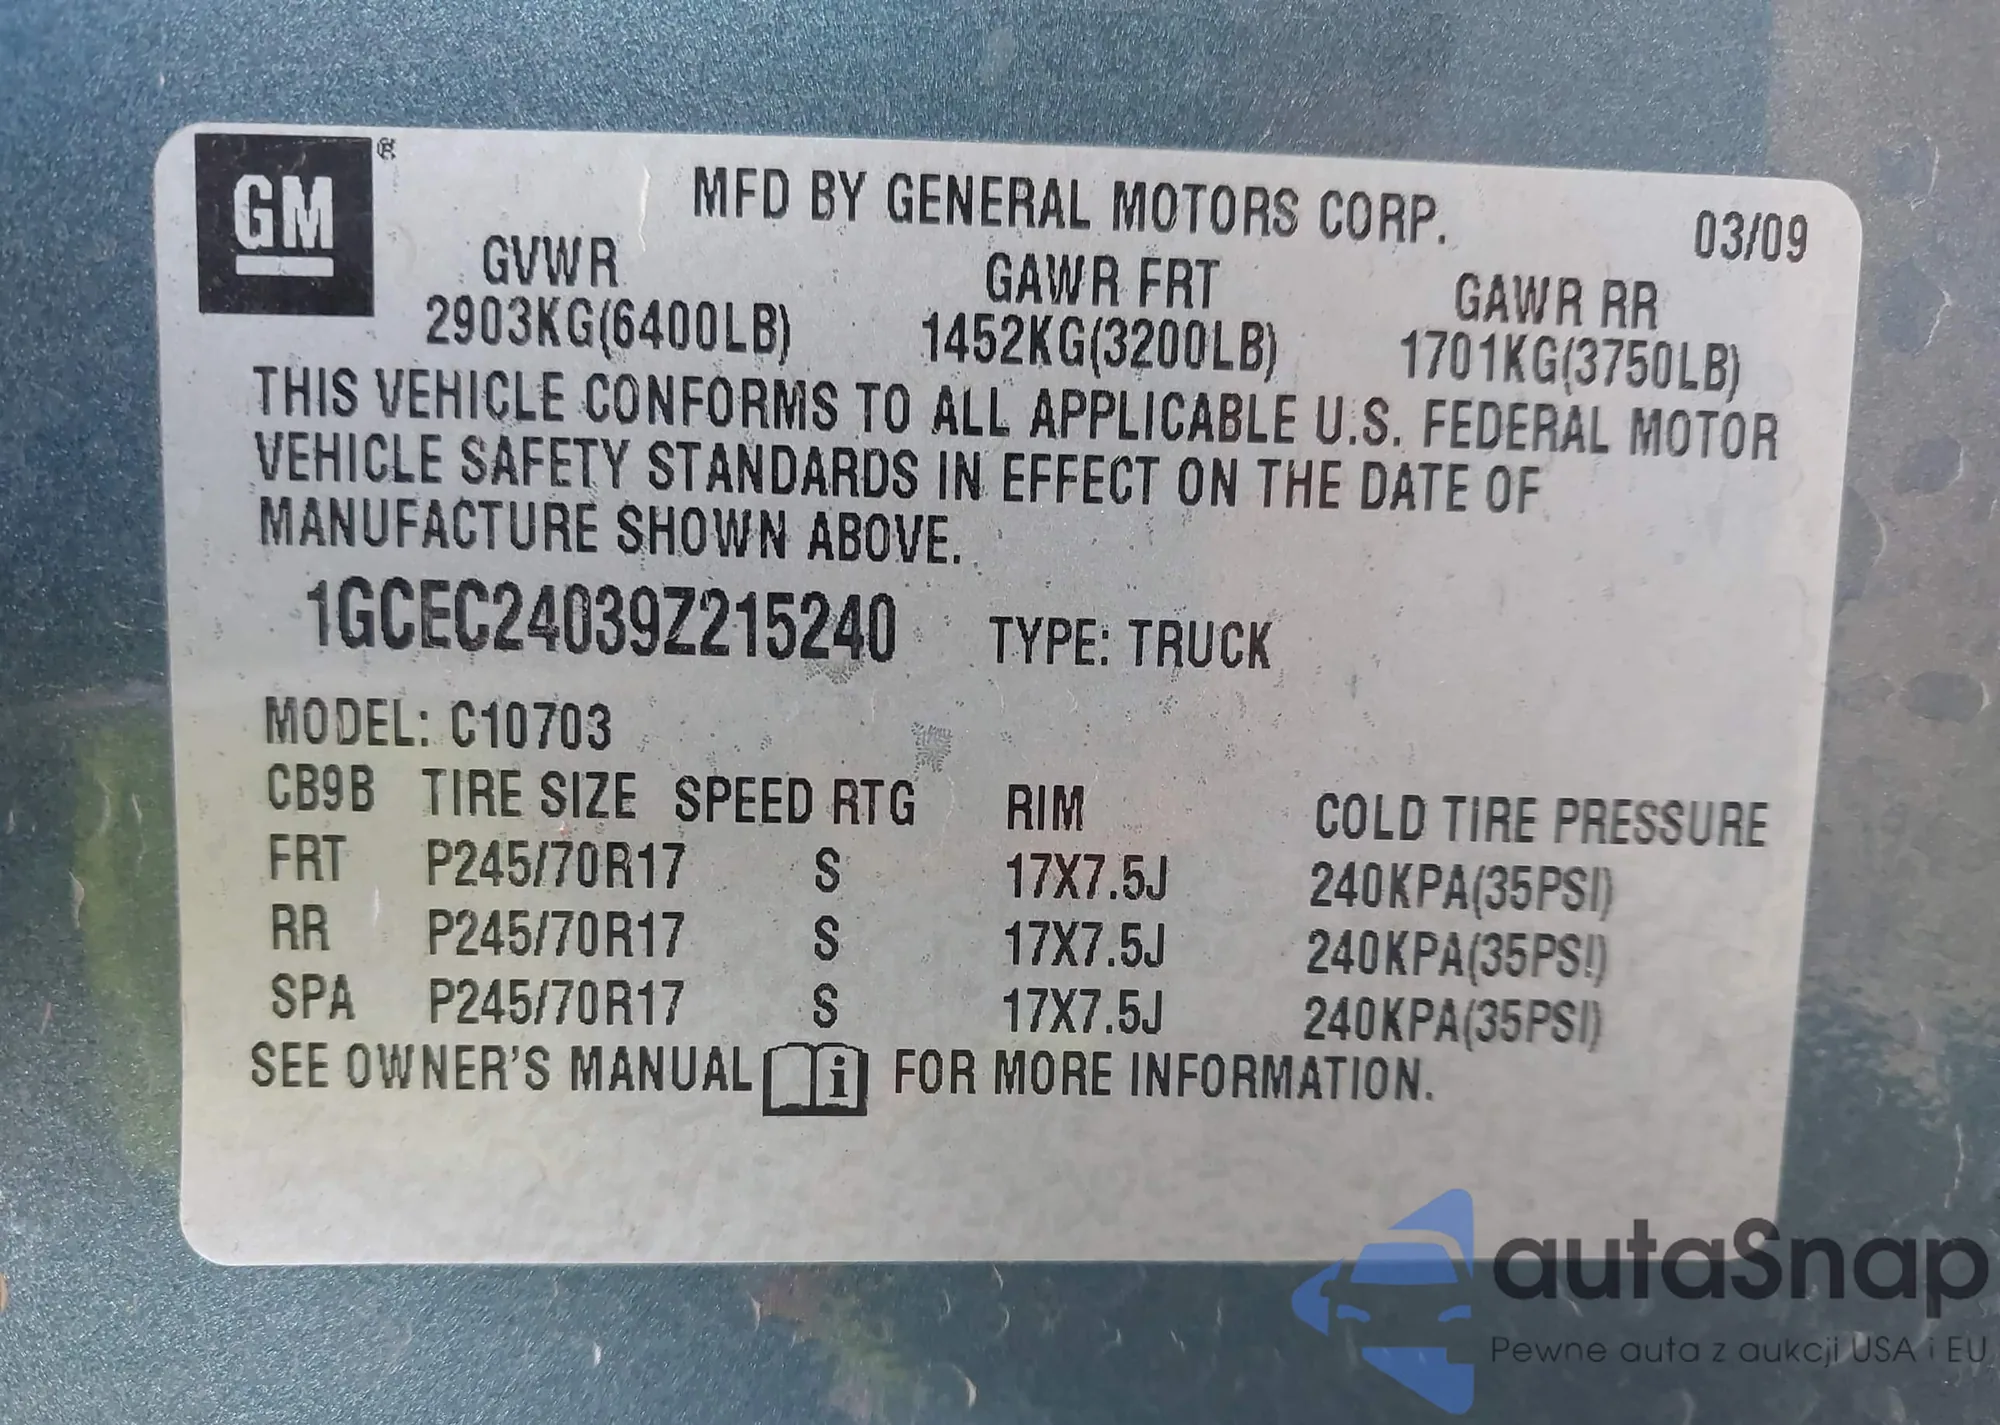 GM®
MFD BY GENERAL MOTORS CORP. 03/09
GVWR GAWR FRT GAWR RR
2903KG(6400LB) 1452KG(3200LB) 1701KG(3750LB)
THIS VEHICLE CONFORMS TO ALL APPLICABLE U.S. FEDERAL MOTOR
VEHICLE SAFETY STANDARDS IN EFFECT ON THE DATE OF
MANUFACTURE SHOWN ABOVE.
1GCEC24039Z215240 TYPE: TRUCK
MODEL: C10703
CB9B TIRE SIZE SPEED RTG RIM COLD TIRE PRESSURE
FRT P245/70R17 S 17X7.5J 240KPA(35PSI)
RR P245/70R17 S 17X7.5J 240KPA(35PSI)
SPA P245/70R17 S 17X7.5J 240KPA(35PSI)
SEE OWNER'S MANUAL i FOR MORE INFORMATION.
autaSnap
Pewne auta z aukcji USA i EU